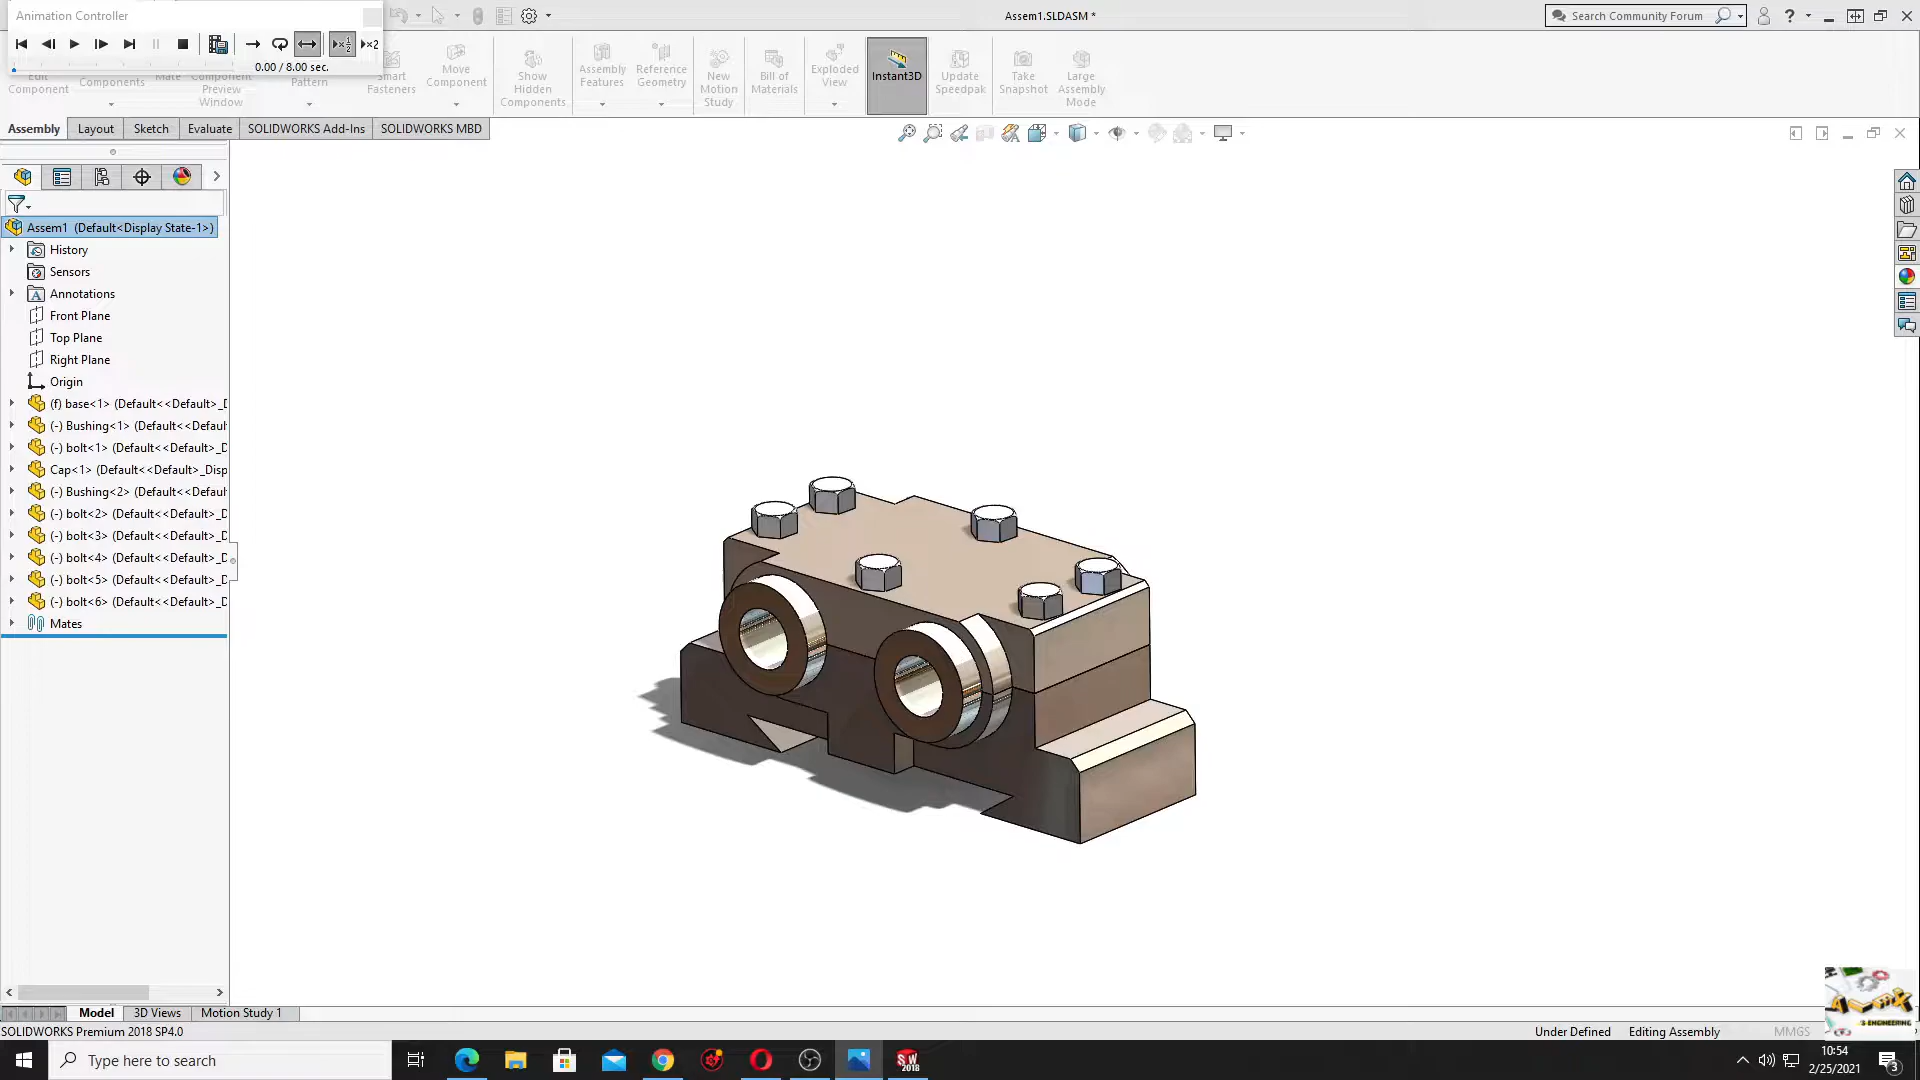 Animation Controller
Assem1.SLDASM *
Search Community Forum
0.00 / 8.00 sec.
Edit Component
Components
Mate
Component Preview Window
Pattern
Smart Fasteners
Move Component
Show Hidden Components
Assembly Features
Reference Geometry
New Motion Study
Bill of Materials
Exploded View
Instant3D
Update Speedpak
Take Snapshot
Large Assembly Mode
Assembly
Layout
Sketch
Evaluate
SOLIDWORKS Add-Ins
SOLIDWORKS MBD
Assem1 (Default<Display State-1>)
History
Sensors
Annotations
Front Plane
Top Plane
Right Plane
Origin
(f) base<1> (Default<<Default>_D
(-) Bushing<1> (Default<<Defaul
(-) bolt<1> (Default<<Default>_D
Cap<1> (Default<<Default>_Disp
(-) Bushing<2> (Default<<Defaul
(-) bolt<2> (Default<<Default>_D
(-) bolt<3> (Default<<Default>_D
(-) bolt<4> (Default<<Default>_D
(-) bolt<5> (Default<<Default>_D
(-) bolt<6> (Default<<Default>_D
Mates
Model
3D Views
Motion Study 1
SOLIDWORKS Premium 2018 SP4.0
Under Defined
Editing Assembly
MMGS
Type here to search
SW
2018
10:54
2/25/2021
3